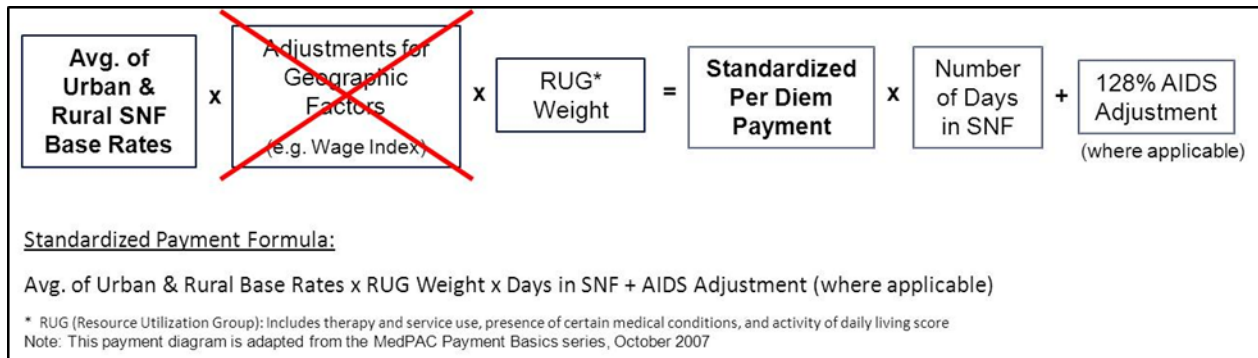 Avg. of
Urban &
Rural SNF
Base Rates
x
Adjustments for
Geographic
Factors
(e.g. Wage Index)
x
RUG*
Weight
=
Standardized
Per Diem
Payment
x
Number
of Days
in SNF
+
128% AIDS
Adjustment
(where applicable)
Standardized Payment Formula:
Avg. of Urban & Rural Base Rates x RUG Weight x Days in SNF + AIDS Adjustment (where applicable)
* RUG (Resource Utilization Group): Includes therapy and service use, presence of certain medical conditions, and activity of daily living score
Note: This payment diagram is adapted from the MedPAC Payment Basics series, October 2007